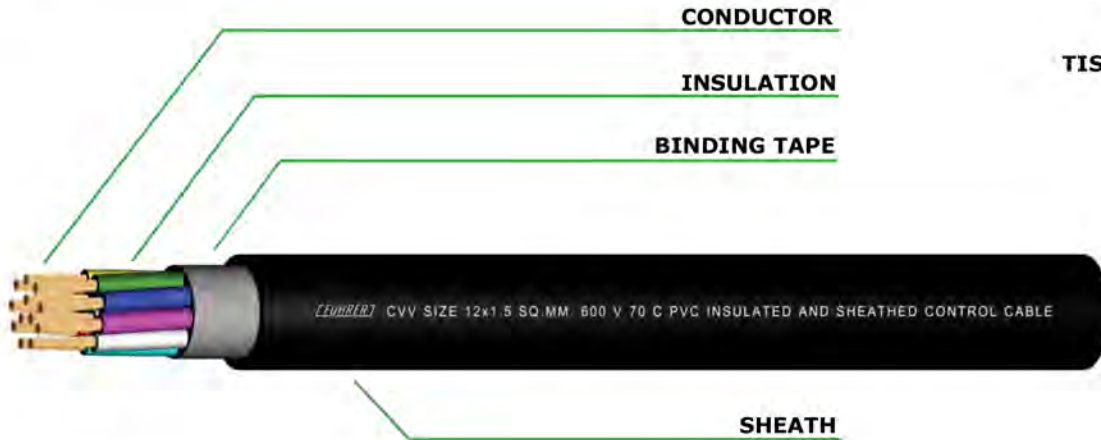 CONDUCTOR
TIS
INSULATION
BINDING TAPE
CVV SIZE 12x1.5 SQ.MM. 600 V 70 C PVC INSULATED AND SHEATHED CONTROL CABLE
SHEATH